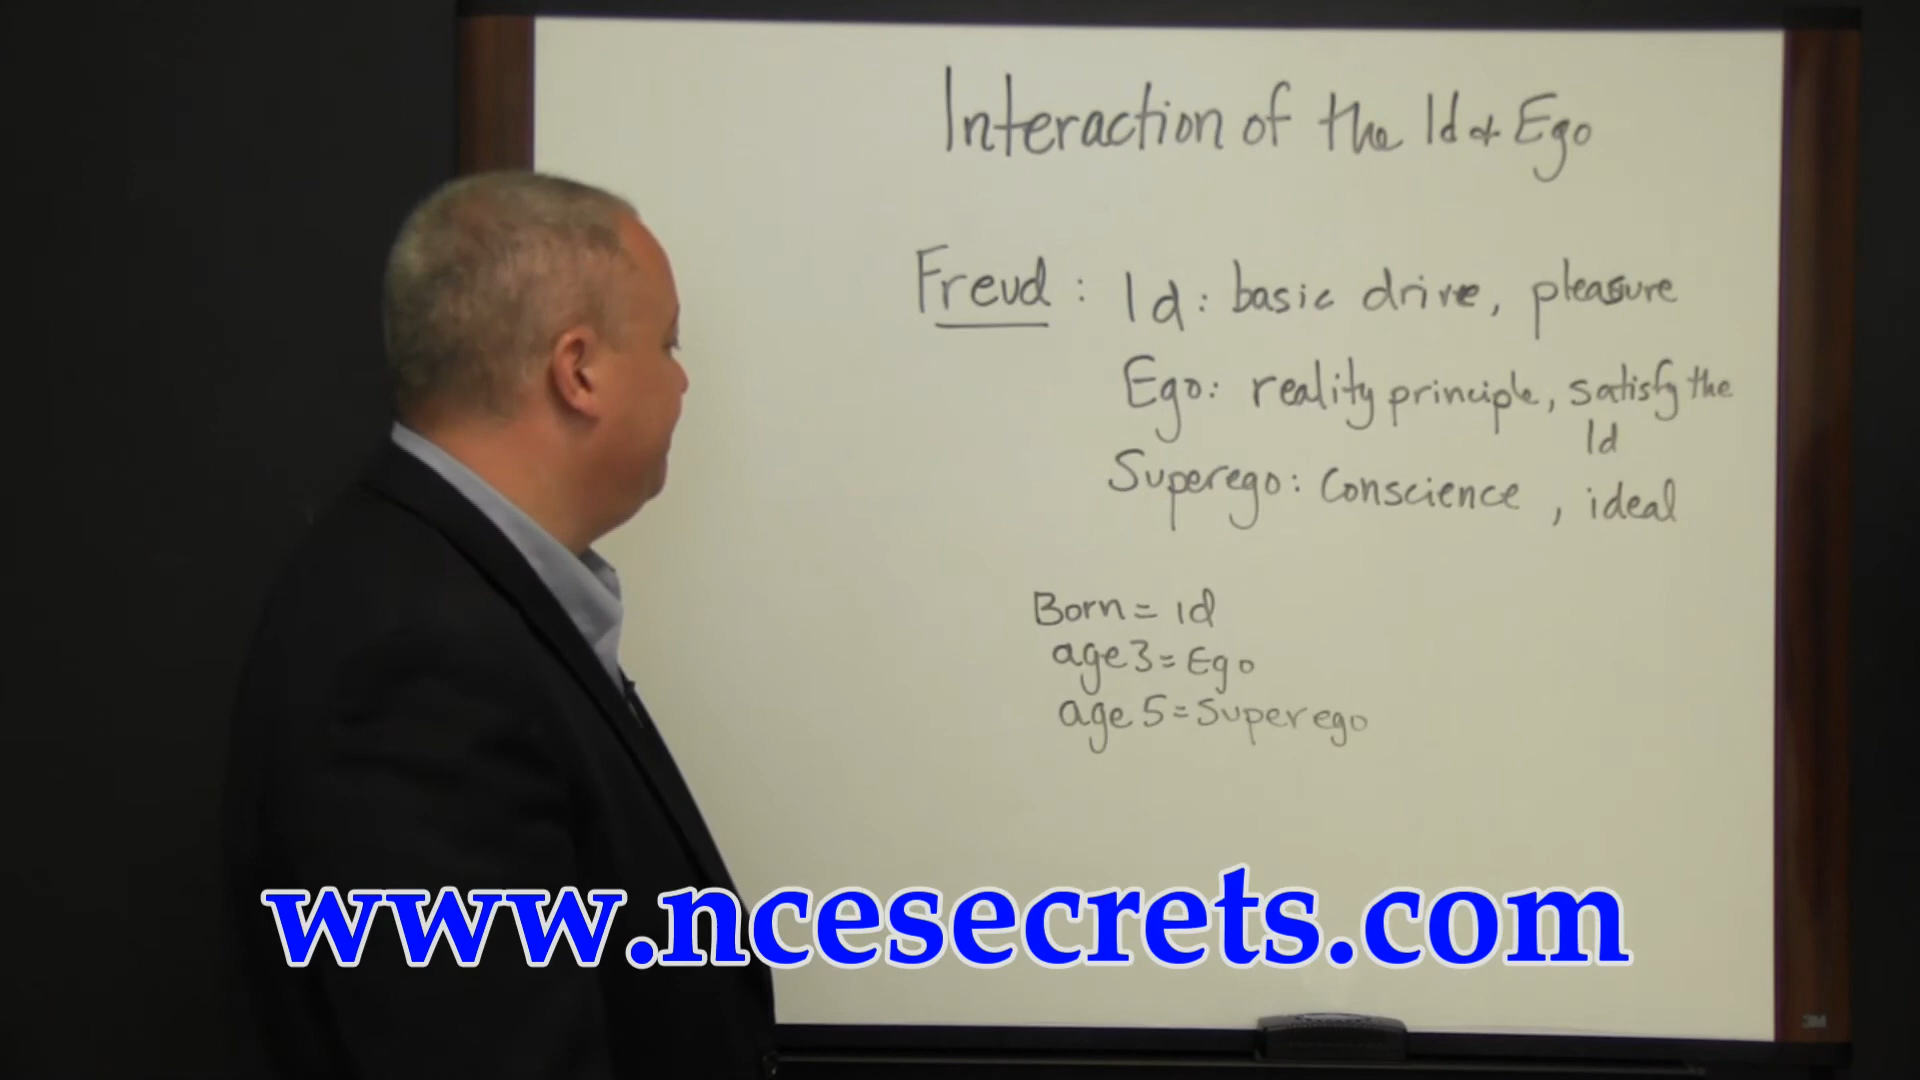 Interaction of the Id & Ego
Freud: Id: basic drive, pleasure
Ego: reality principle, satisfy the
Id
Superego: Conscience, ideal
Born = id
age 3 = Ego
age 5 = Superego
www.ncesecrets.com
3M